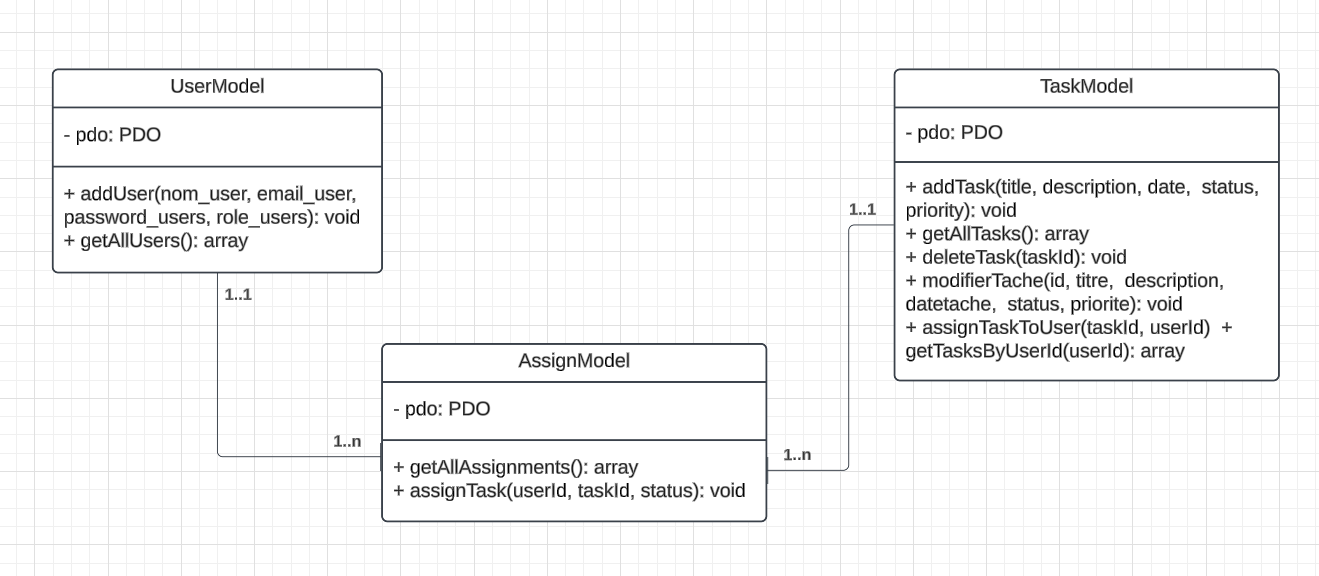 UserModel
- pdo: PDO
+ addUser(nom_user, email_user,
password_users, role_users): void
+ getAllUsers(): array
1..1
1..n
AssignModel
- pdo: PDO
+ getAllAssignments(): array
+ assignTask(userId, taskId, status): void
1..n
1..1
TaskModel
- pdo: PDO
+ addTask(title, description, date,  status,
priority): void
+ getAllTasks(): array
+ deleteTask(taskId): void
+ modifierTache(id, titre,  description,
datetache,  status, priorite): void
+ assignTaskToUser(taskId, userId)  +
getTasksByUserId(userId): array